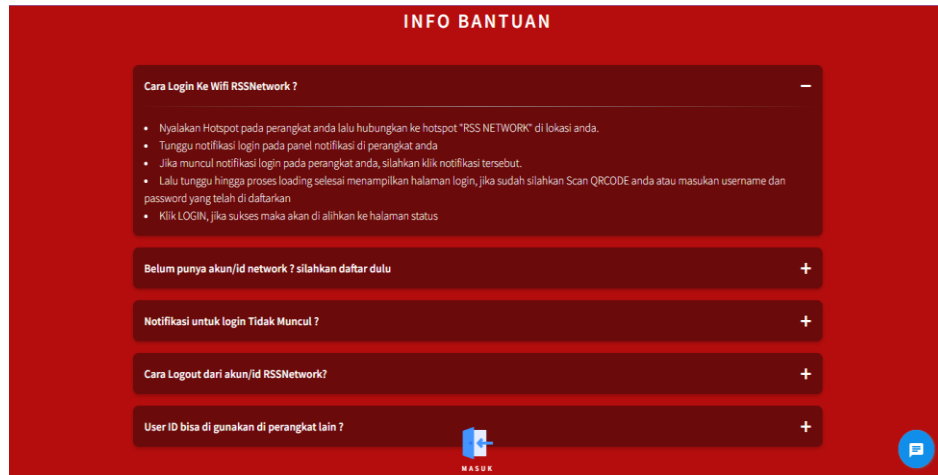 INFO BANTUAN
Cara Login Ke Wifi RSSNetwork ?
Nyalakan Hotspot pada perangkat anda lalu hubungkan ke hotspot "RSS NETWORK" di lokasi anda.
Tunggu notifikasi login pada panel notifikasi di perangkat anda
Jika muncul notifikasi login pada perangkat anda, silahkan klik notifikasi tersebut.
Lalu tunggu hingga proses loading selesai menampilkan halaman login, jika sudah silahkan Scan QRCODE anda atau masukan username dan
password yang telah di daftarkan
Klik LOGIN, jika sukses maka akan di alihkan ke halaman status
Belum punya akun/id network ? silahkan daftar dulu
Notifikasi untuk login Tidak Muncul ?
Cara Logout dari akun/id RSSNetwork?
User ID bisa di gunakan di perangkat lain ?
MASUK